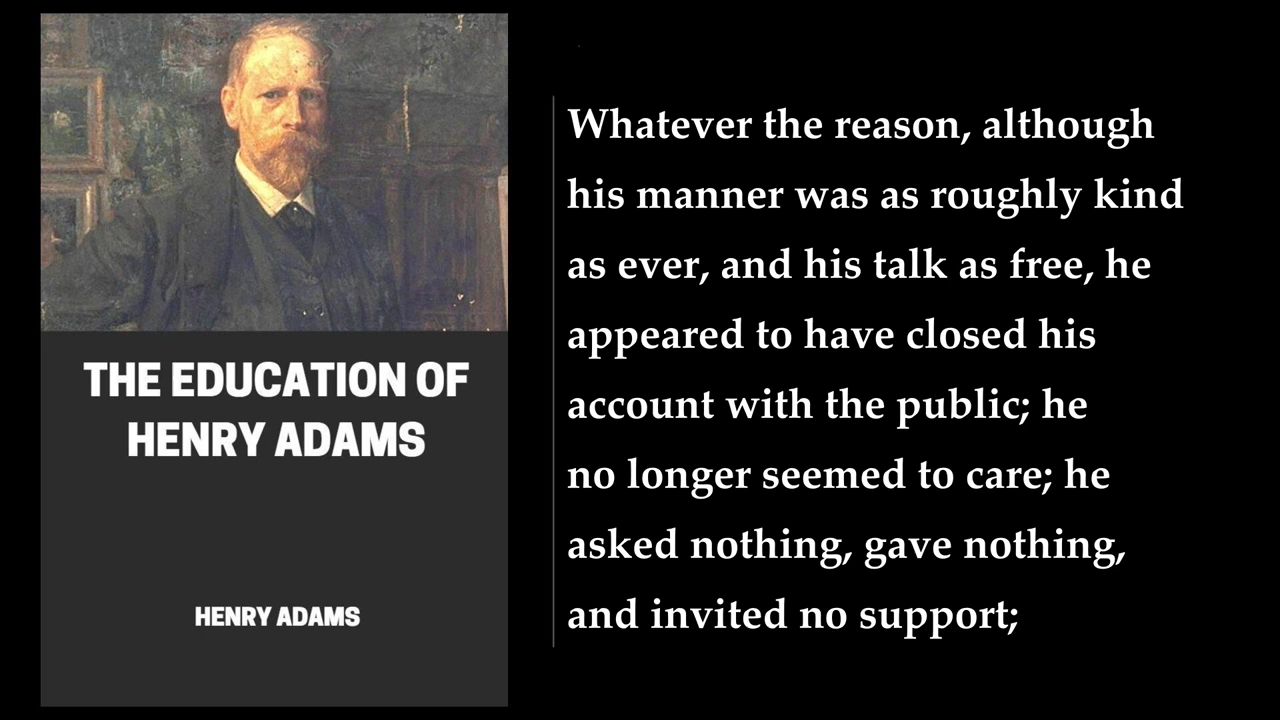 THE EDUCATION OF
HENRY ADAMS
HENRY ADAMS
Whatever the reason, although
his manner was as roughly kind
as ever, and his talk as free, he
appeared to have closed his
account with the public; he
no longer seemed to care; he
asked nothing, gave nothing,
and invited no support;